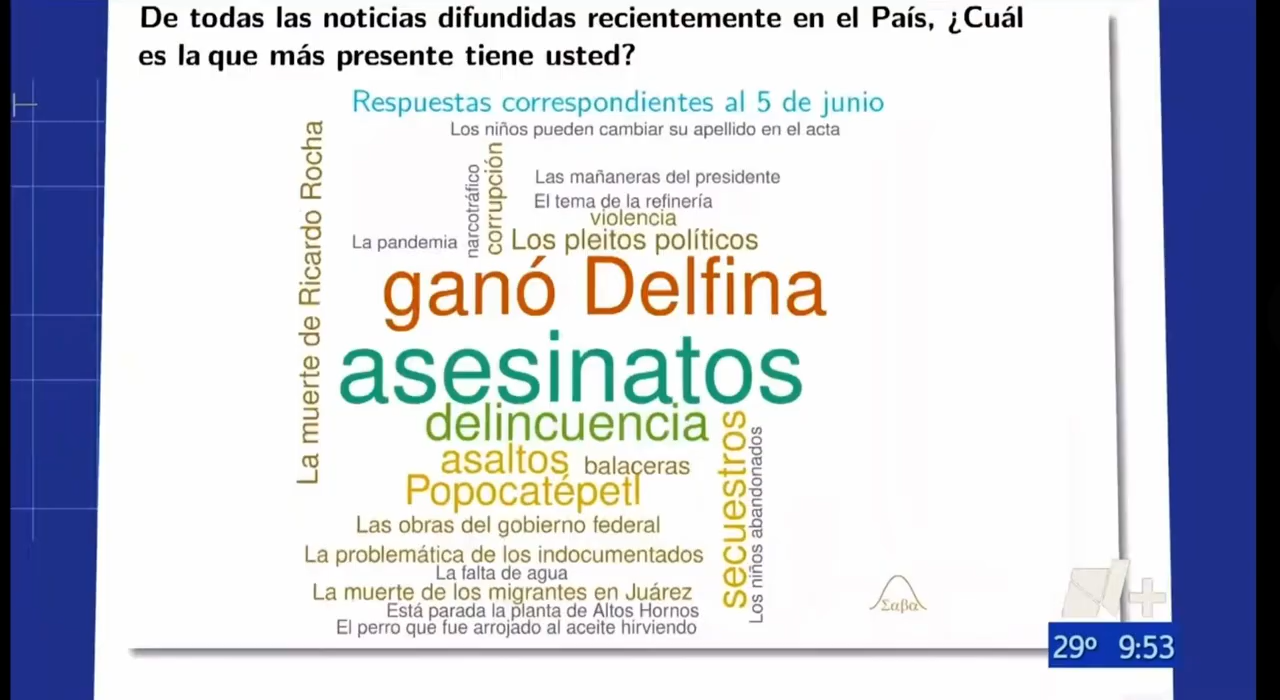 De todas las noticias difundidas recientemente en el País, ¿Cuál
es la que más presente tiene usted?
Respuestas correspondientes al 5 de junio
Los niños pueden cambiar su apellido en el acta
La muerte de Ricardo Rocha
narcotráfico
corrupción
Las mañaneras del presidente
El tema de la refinería
violencia
La pandemia
Los pleitos políticos
ganó Delfina
asesinatos
delincuencia
asaltos
balaceras
Popocatépetl
secuestros
Los niños abandonados
Las obras del gobierno federal
La problemática de los indocumentados
La falta de agua
La muerte de los migrantes en Juárez
Está parada la planta de Altos Hornos
El perro que fue arrojado al aceite hirviendo
Σαβα
29º 9:53